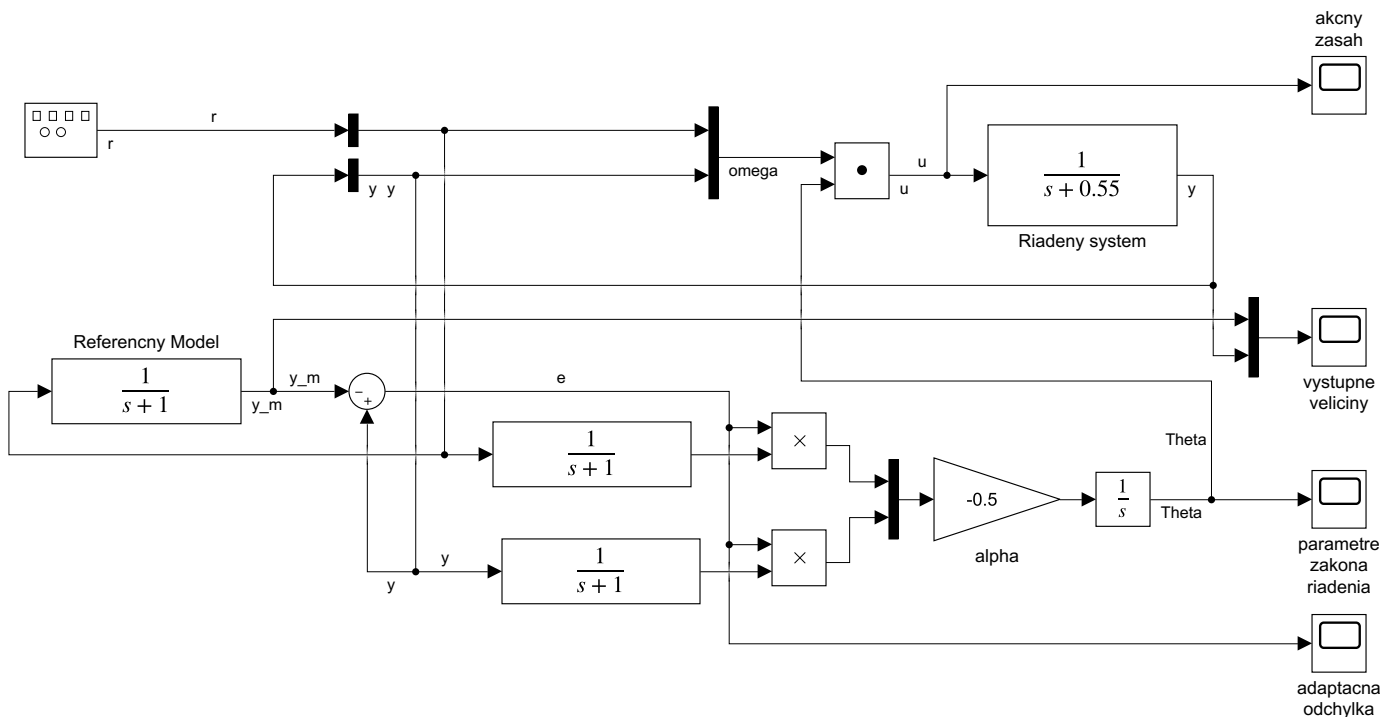 akcny
zasah
r
r
y y
omega
u
u
1
s + 0.55
y
Riadeny system
Referencny Model
1
s + 1
y_m
y_m
−
+
e
vystupne
veliciny
1
s + 1
×
Theta
-0.5
alpha
1
s
Theta
parametre
zakona
riadenia
y
y
1
s + 1
×
adaptacna
odchylka